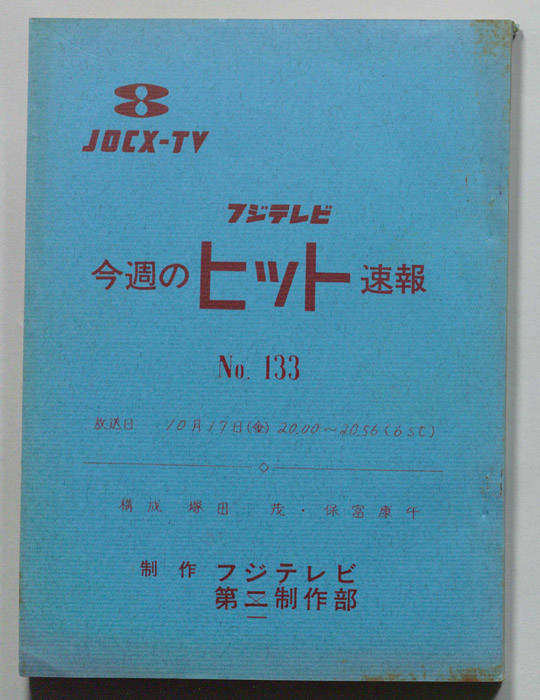 8
JOCX-TV
フジテレビ
今週のヒット速報
No. 133
放送日 10月17日(金) 20.00〜20.56(6.st)
構成 塚田 茂・保富康午
制作 フジテレビ
第二制作部